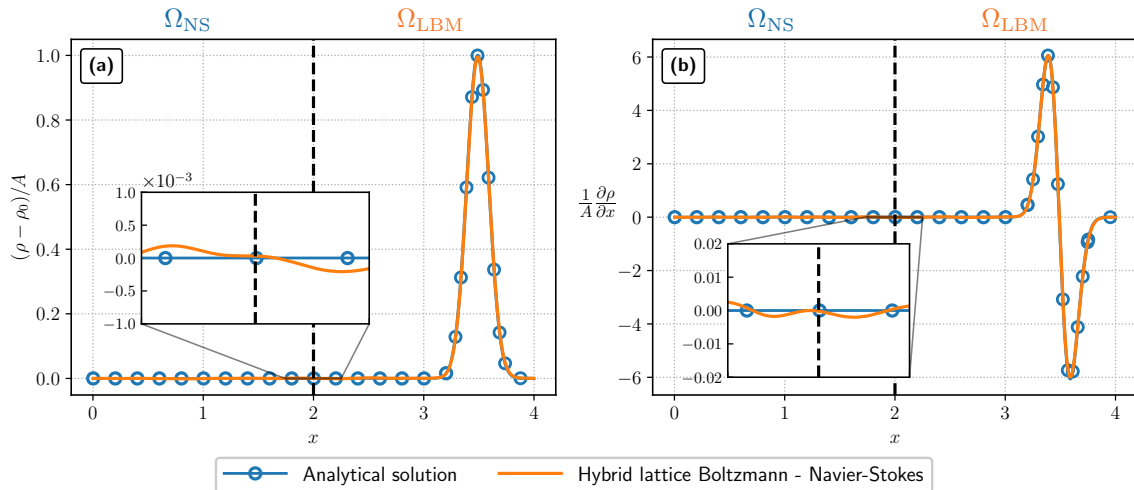 Ω_NS Ω_LBM
(a)
(ρ − ρ₀)/A
1.0
0.8
0.6
0.4
0.2
0.0
×10⁻³
1.0
0.5
0.0
−0.5
−1.0
0 1 2 3 4
x
Ω_NS Ω_LBM
(b)
1/A ∂ρ/∂x
6
4
2
0
−2
−4
−6
0.02
0.01
0.00
−0.01
−0.02
0 1 2 3 4
x
Analytical solution Hybrid lattice Boltzmann - Navier-Stokes